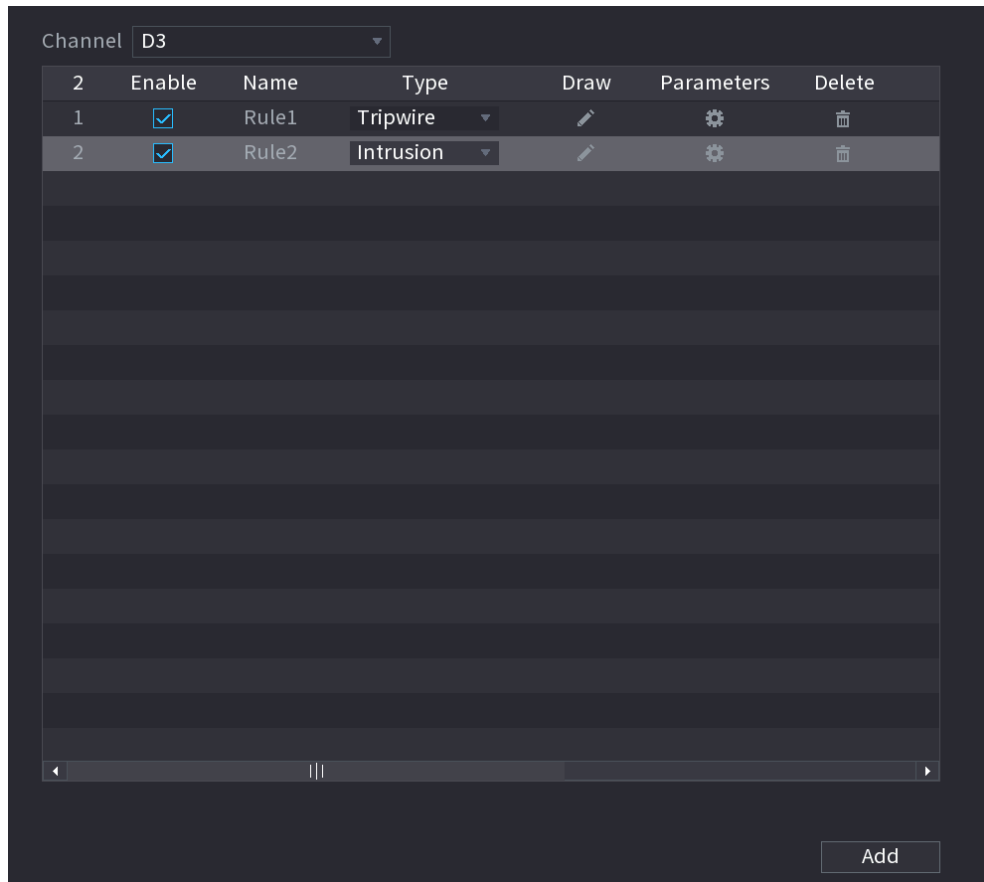 Channel D3
2 Enable Name Type Draw Parameters Delete
1 Rule1 Tripwire
2 Rule2 Intrusion
Add